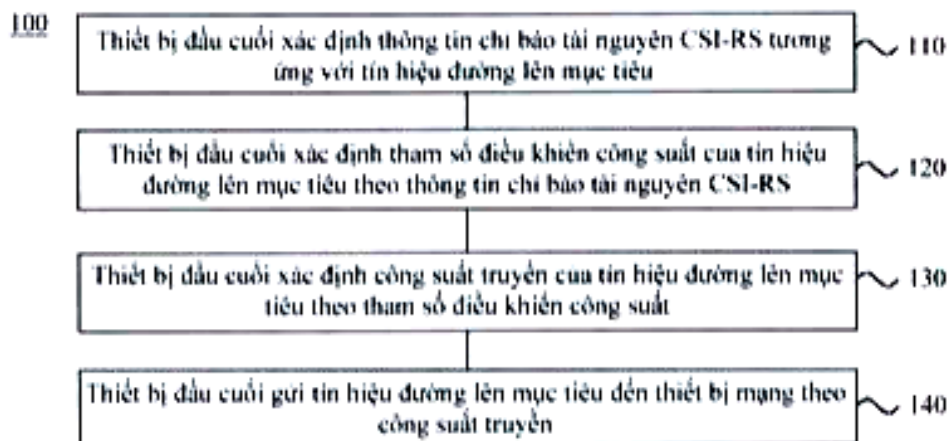 100
Thiết bị đầu cuối xác định thông tin chỉ báo tài nguyên CSI-RS tương
ứng với tín hiệu đường lên mục tiêu
110
Thiết bị đầu cuối xác định tham số điều khiển công suất của tín hiệu
đường lên mục tiêu theo thông tin chỉ báo tài nguyên CSI-RS
120
Thiết bị đầu cuối xác định công suất truyền của tín hiệu đường lên mục
tiêu theo tham số điều khiển công suất
130
Thiết bị đầu cuối gửi tín hiệu đường lên mục tiêu đến thiết bị mạng theo
công suất truyền
140